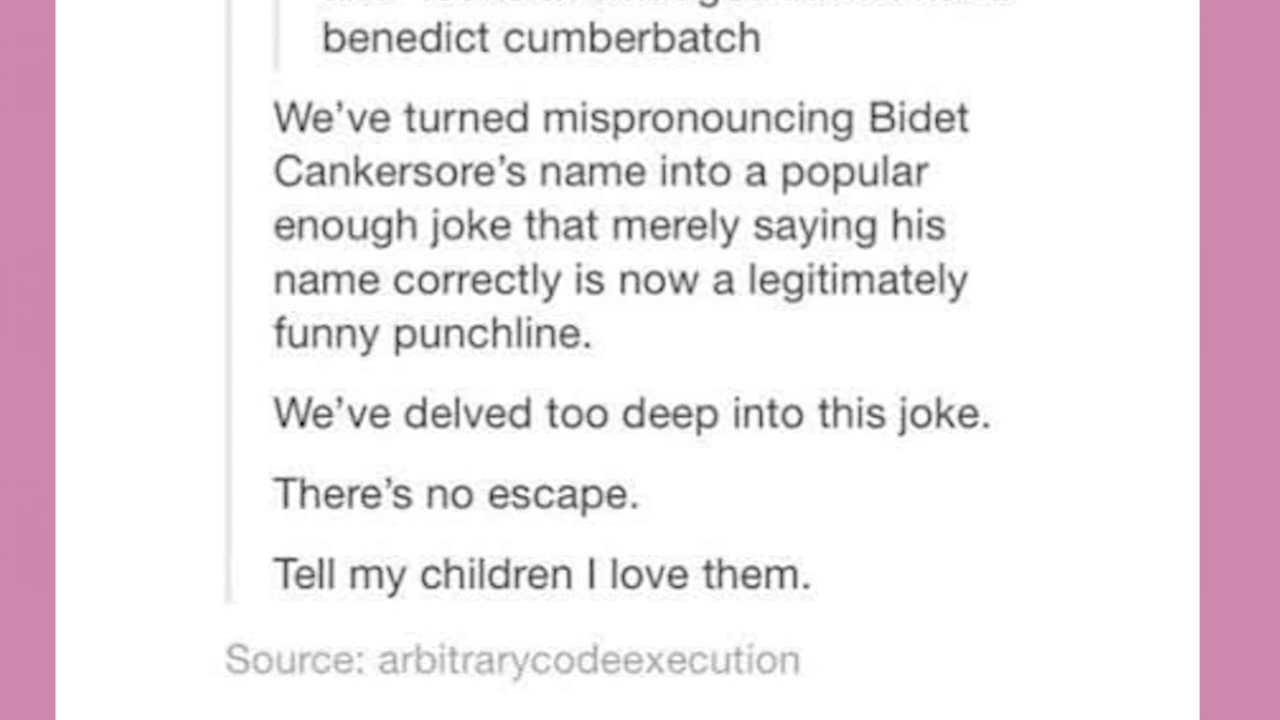 benedict cumberbatch
We’ve turned mispronouncing Bidet
Cankersore’s name into a popular
enough joke that merely saying his
name correctly is now a legitimately
funny punchline.
We’ve delved too deep into this joke.
There’s no escape.
Tell my children I love them.
Source: arbitrarycodeexecution